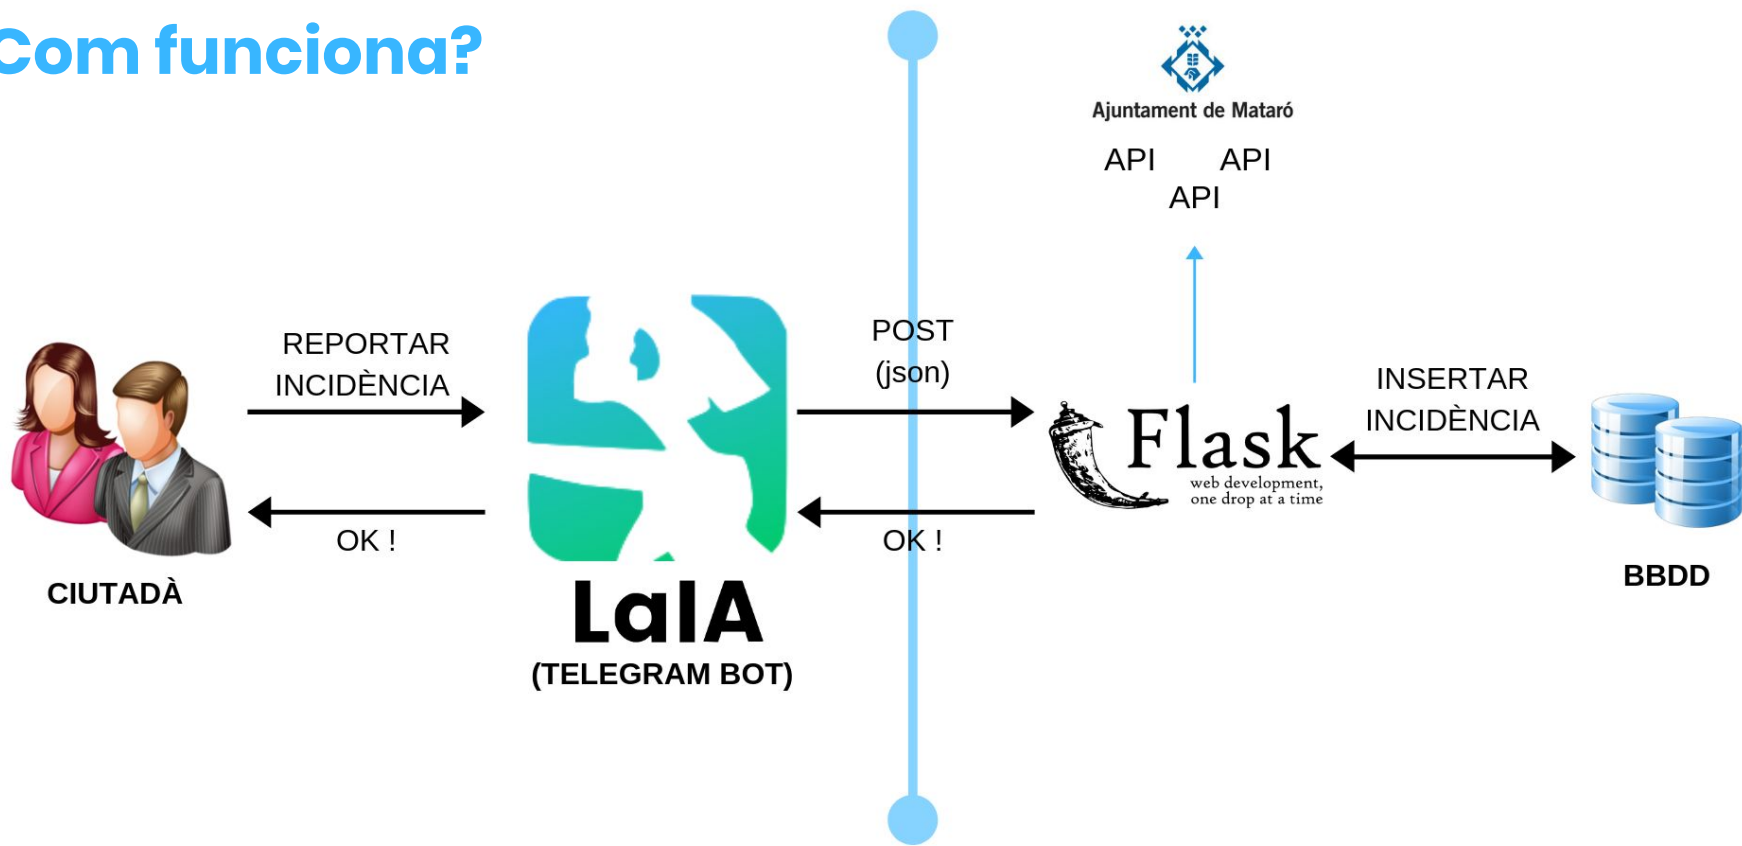 Com funciona?
Ajuntament de Mataró
API API
API
REPORTAR
INCIDÈNCIA
OK !
CIUTADÀ
LaIA
(TELEGRAM BOT)
POST
(json)
OK !
Flask
web development,
one drop at a time
INSERTAR
INCIDÈNCIA
BBDD